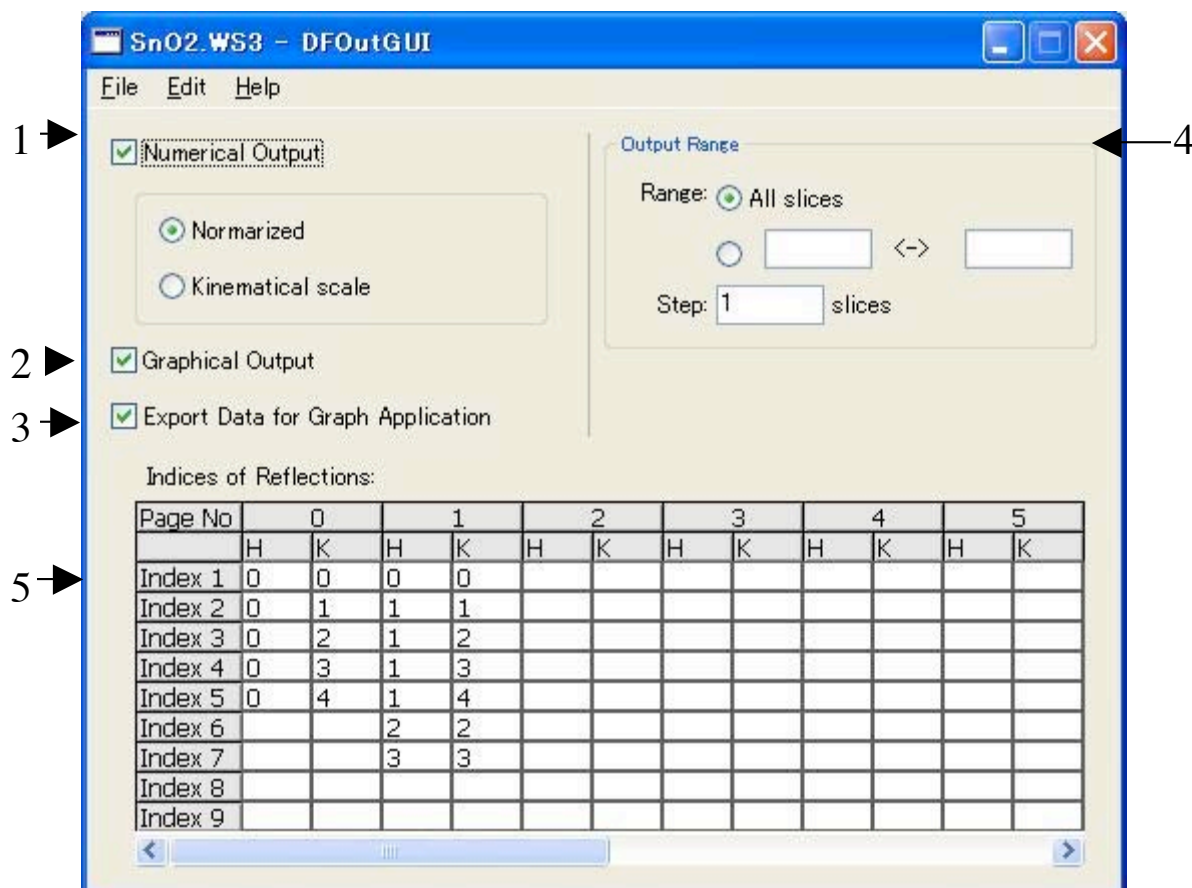 SnO2.WS3 - DFOutGUI
File Edit Help
1
Numerical Output
Normarized
Kinematical scale
2
Graphical Output
3
Export Data for Graph Application
4
Output Range
Range: All slices
<->
Step: 1 slices
Indices of Reflections:
Page No 0 1 2 3 4 5
H K H K H K H K H K H K
5
Index 1 0 0 0 0
Index 2 0 1 1 1
Index 3 0 2 1 2
Index 4 0 3 1 3
Index 5 0 4 1 4
Index 6 2 2
Index 7 3 3
Index 8
Index 9